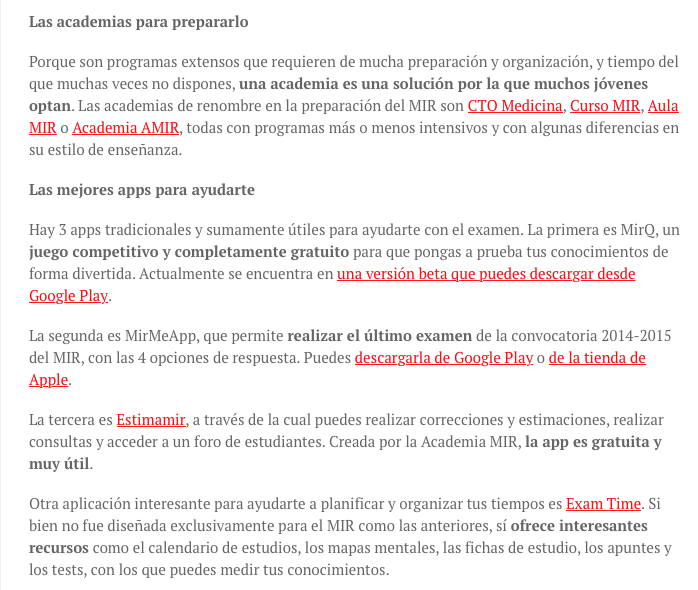 Las academias para prepararlo
Porque son programas extensos que requieren de mucha preparación y organización, y tiempo del
que muchas veces no dispones, una academia es una solución por la que muchos jóvenes
optan. Las academias de renombre en la preparación del MIR son CTO Medicina, Curso MIR, Aula
MIR o Academia AMIR, todas con programas más o menos intensivos y con algunas diferencias en
su estilo de enseñanza.
Las mejores apps para ayudarte
Hay 3 apps tradicionales y sumamente útiles para ayudarte con el examen. La primera es MirQ, un
juego competitivo y completamente gratuito para que pongas a prueba tus conocimientos de
forma divertida. Actualmente se encuentra en una versión beta que puedes descargar desde
Google Play.
La segunda es MirMeApp, que permite realizar el último examen de la convocatoria 2014-2015
del MIR, con las 4 opciones de respuesta. Puedes descargarla de Google Play o de la tienda de
Apple.
La tercera es Estimamir, a través de la cual puedes realizar correcciones y estimaciones, realizar
consultas y acceder a un foro de estudiantes. Creada por la Academia MIR, la app es gratuita y
muy útil.
Otra aplicación interesante para ayudarte a planificar y organizar tus tiempos es Exam Time. Si
bien no fue diseñada exclusivamente para el MIR como las anteriores, sí ofrece interesantes
recursos como el calendario de estudios, los mapas mentales, las fichas de estudio, los apuntes y
los tests, con los que puedes medir tus conocimientos.